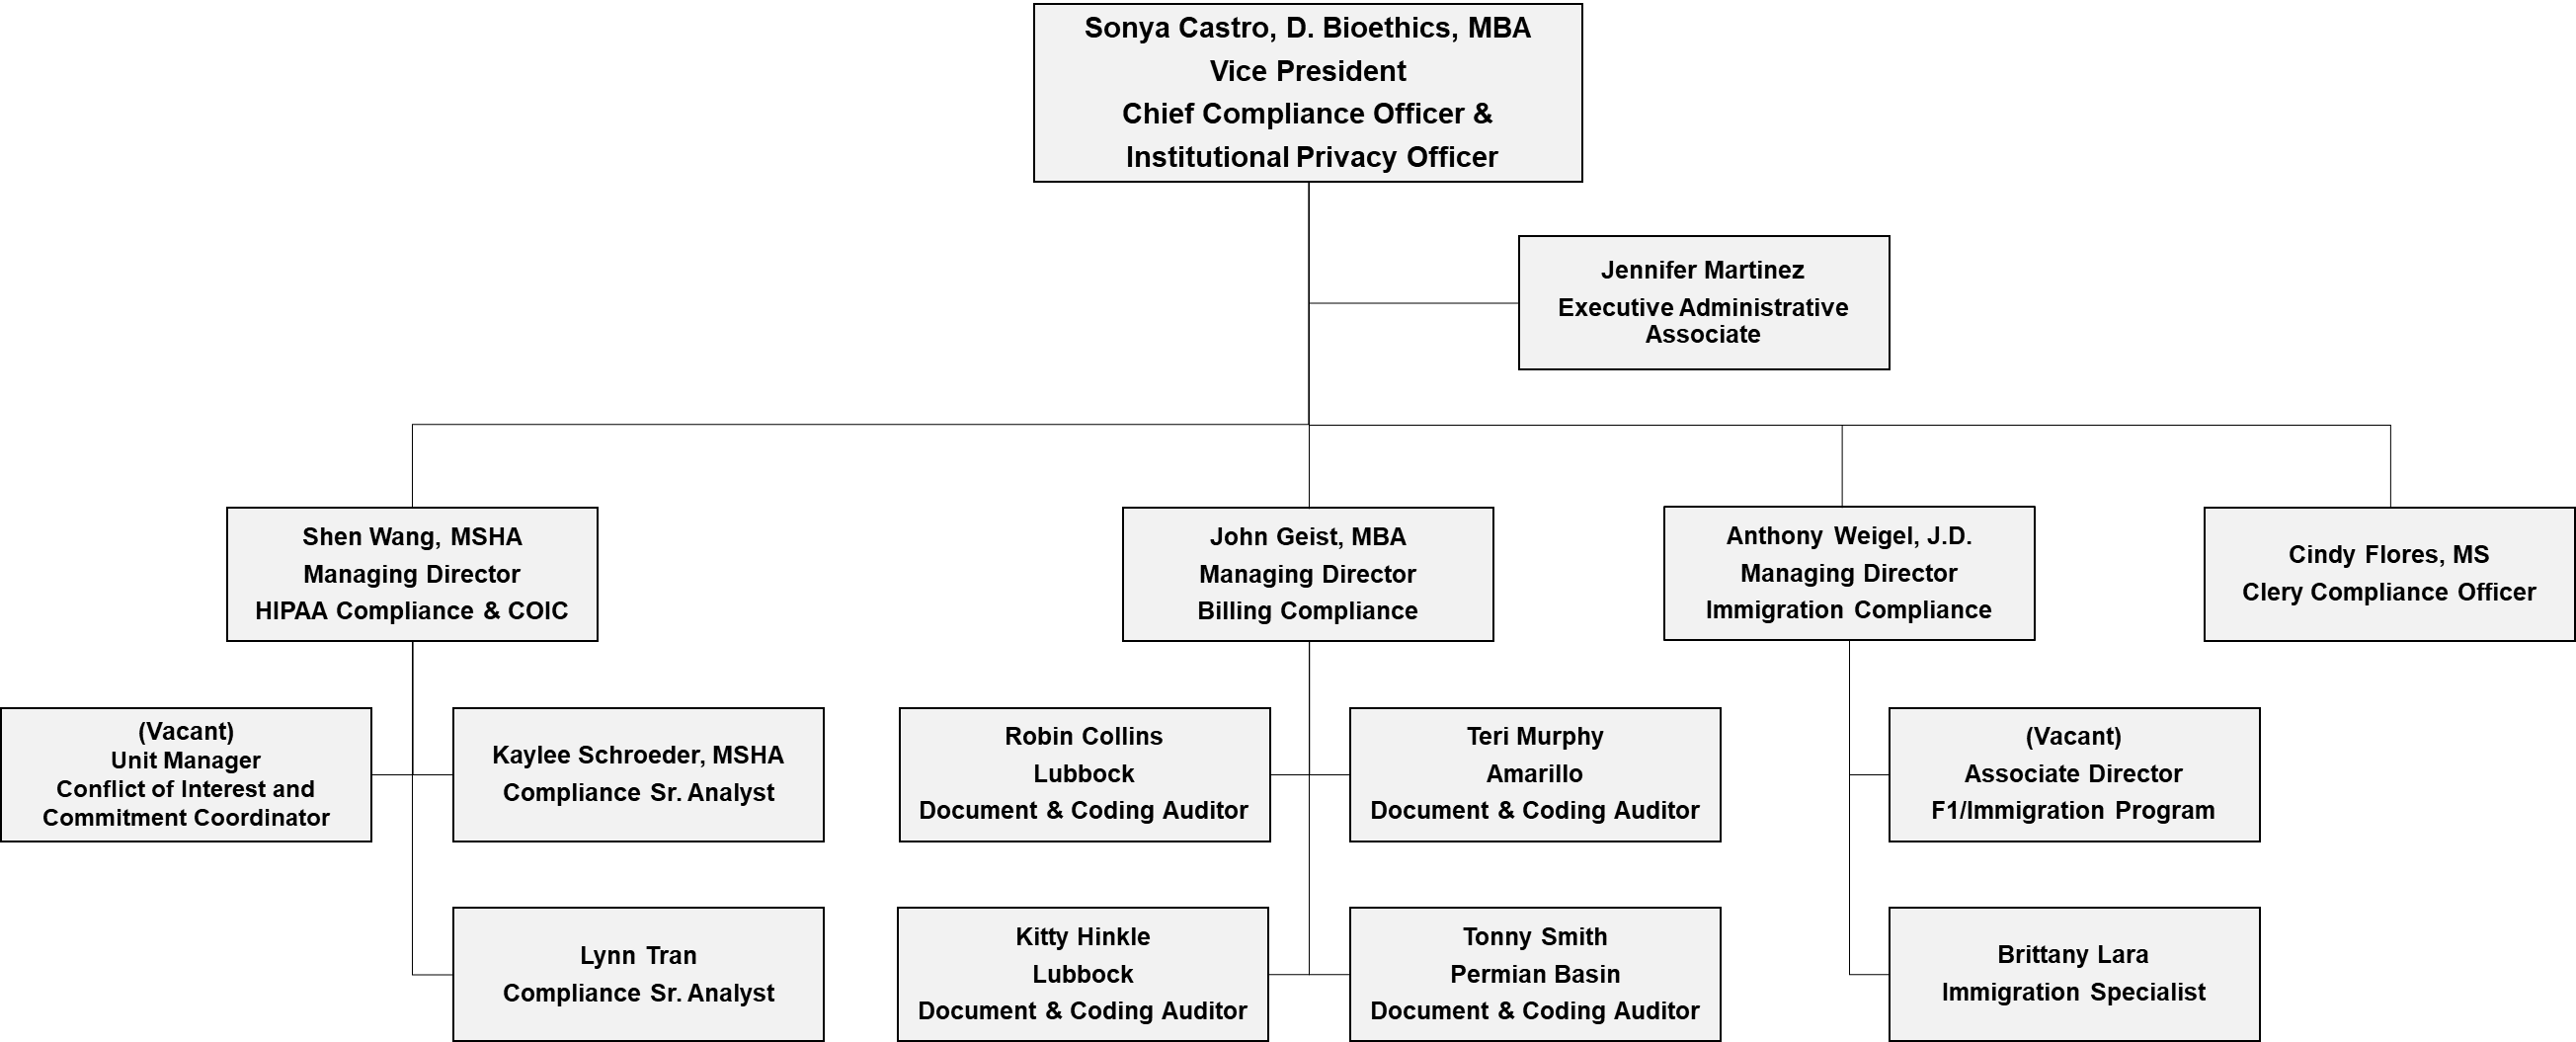 Sonya Castro, D. Bioethics, MBA
Vice President
Chief Compliance Officer &
Institutional Privacy Officer
Jennifer Martinez
Executive Administrative
Associate
Shen Wang, MSHA
Managing Director
HIPAA Compliance & COIC
John Geist, MBA
Managing Director
Billing Compliance
Anthony Weigel, J.D.
Managing Director
Immigration Compliance
Cindy Flores, MS
Clery Compliance Officer
(Vacant)
Unit Manager
Conflict of Interest and
Commitment Coordinator
Kaylee Schroeder, MSHA
Compliance Sr. Analyst
Robin Collins
Lubbock
Document & Coding Auditor
Teri Murphy
Amarillo
Document & Coding Auditor
(Vacant)
Associate Director
F1/Immigration Program
Lynn Tran
Compliance Sr. Analyst
Kitty Hinkle
Lubbock
Document & Coding Auditor
Tonny Smith
Permian Basin
Document & Coding Auditor
Brittany Lara
Immigration Specialist